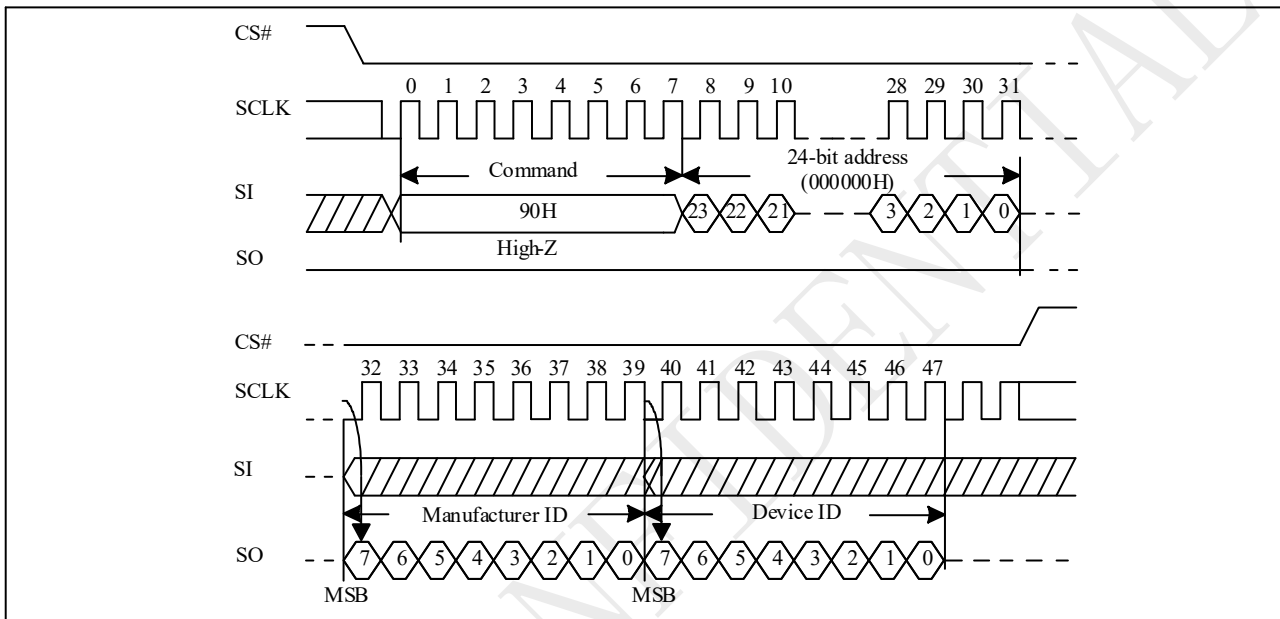 CS#
0 1 2 3 4 5 6 7 8 9 10 28 29 30 31
SCLK
Command 24-bit address
(000000H)
SI
90H 23 22 21 3 2 1 0
High-Z
SO
CS#
32 33 34 35 36 37 38 39 40 41 42 43 44 45 46 47
SCLK
SI
Manufacturer ID Device ID
SO 7 6 5 4 3 2 1 0 7 6 5 4 3 2 1 0
MSB MSB
NFIDENTIAL